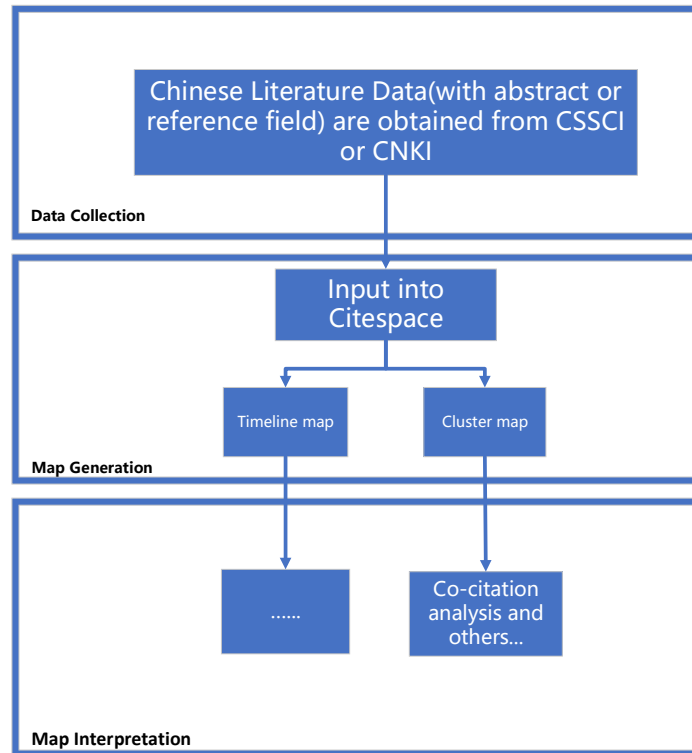 Chinese Literature Data(with abstract or
reference field) are obtained from CSSCI
or CNKI
Data Collection
Input into
Citespace
Timeline map
Cluster map
Map Generation
......
Co-citation
analysis and
others...
Map Interpretation